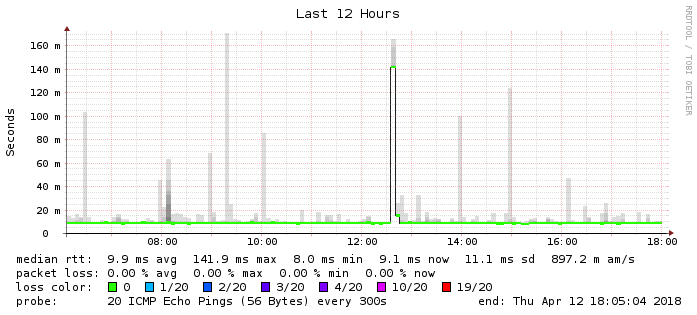 Last 12 Hours
RRDTOOL / TOBI OETIKER
Seconds
160 m
140 m
120 m
100 m
80 m
60 m
40 m
20 m
0
08:00 10:00 12:00 14:00 16:00 18:00
median rtt: 9.9 ms avg 141.9 ms max 8.0 ms min 9.1 ms now 11.1 ms sd 897.2 m am/s
packet loss: 0.00 % avg 0.00 % max 0.00 % min 0.00 % now
loss color: 0 1/20 2/20 3/20 4/20 10/20 19/20
probe: 20 ICMP Echo Pings (56 Bytes) every 300s end: Thu Apr 12 18:05:04 2018